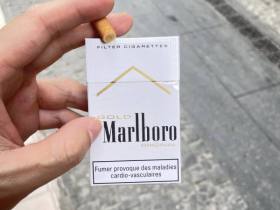 FILTER CIGARETTES
GOLD
Marlboro
ORIGINAL
Fumer provoque des maladies
cardio-vasculaires